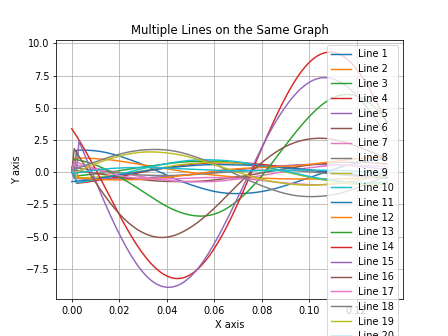 Multiple Lines on the Same Graph
10.0
7.5
5.0
2.5
0.0
−2.5
−5.0
−7.5
Y axis
0.00
0.02
0.04
0.06
0.08
0.10
X axis
Line 1
Line 2
Line 3
Line 4
Line 5
Line 6
Line 7
Line 8
Line 9
Line 10
Line 11
Line 12
Line 13
Line 14
Line 15
Line 16
Line 17
Line 18
Line 19
Line 20